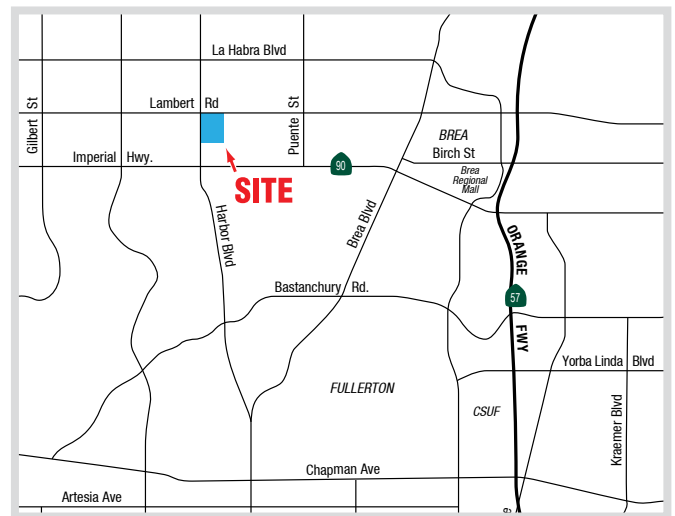 La Habra Blvd
Gilbert St
Lambert Rd
Puente St
BREA
Birch St
Imperial Hwy.
90
Brea
Regional
Mall
SITE
Harbor Blvd
Brea Blvd
ORANGE
FWY
Bastanchury Rd.
57
Yorba Linda Blvd
FULLERTON
CSUF
Kraemer Blvd
Chapman Ave
Artesia Ave